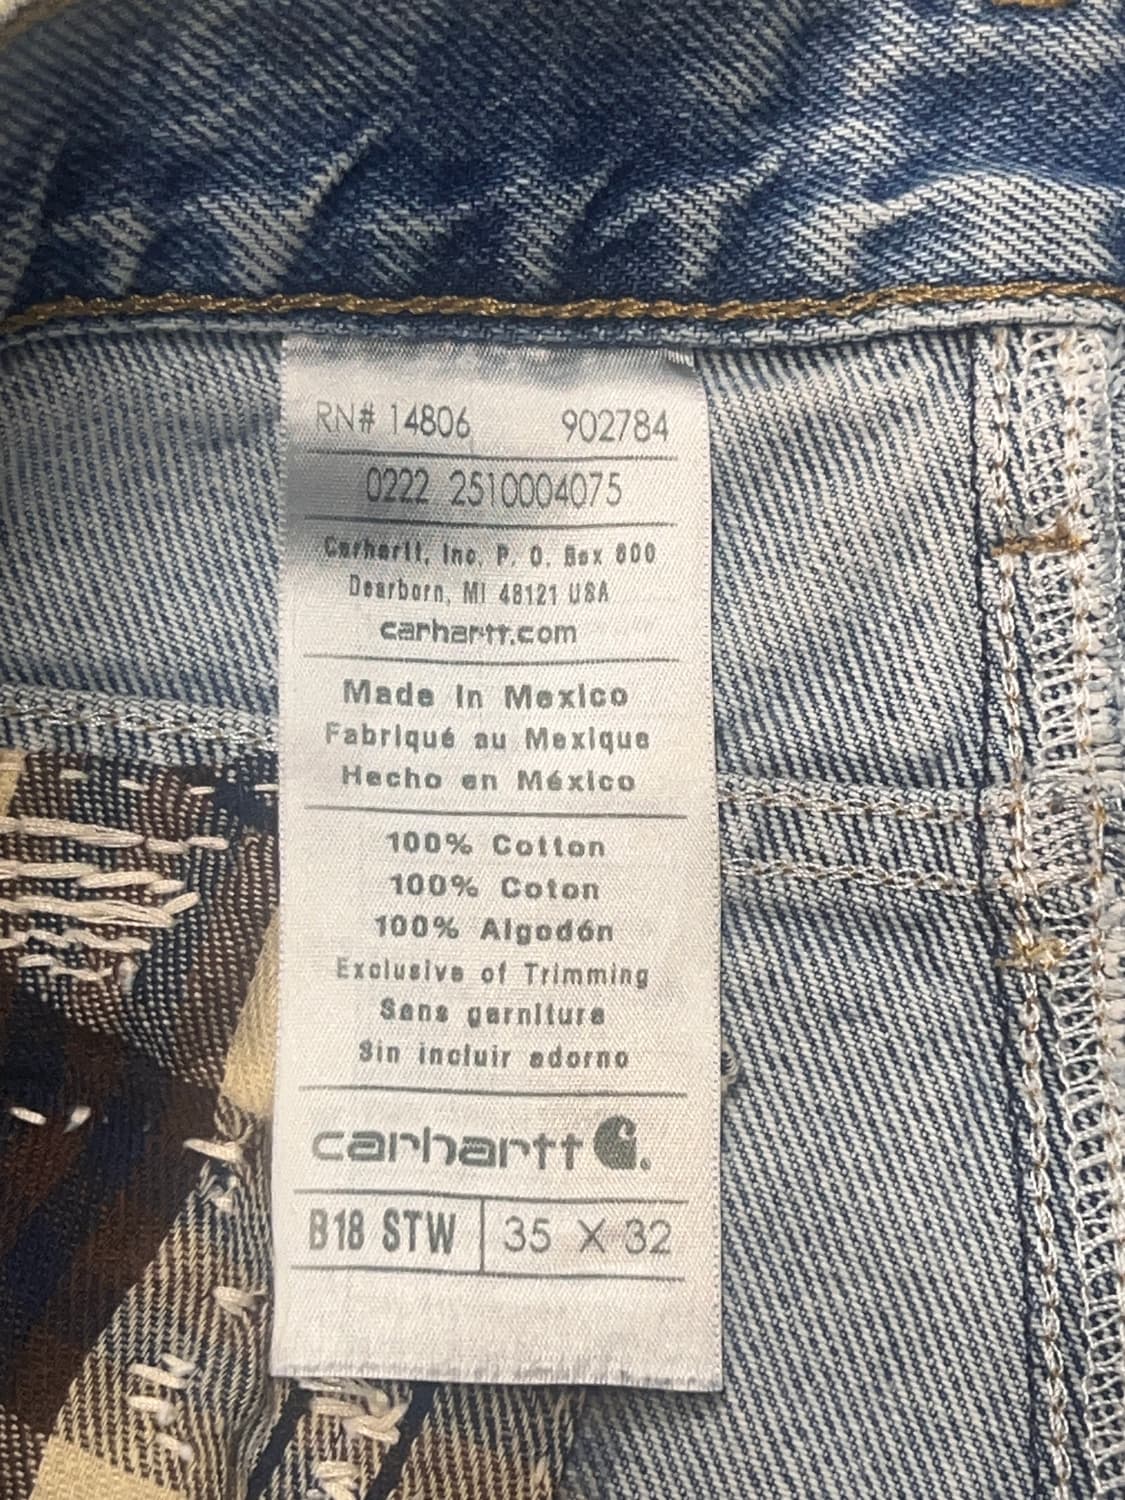 RN# 14806 902784
0222 2510004075
Carhartt, Inc. P. O. Box 800
Dearborn, MI 48121 USA
carhartt.com
Made In Mexico
Fabriqué au Mexique
Hecho en México
100% Cotton
100% Coton
100% Algodón
Exclusive of Trimming
Sans garniture
Sin incluir adorno
carhartt
B18 STW 35 X 32